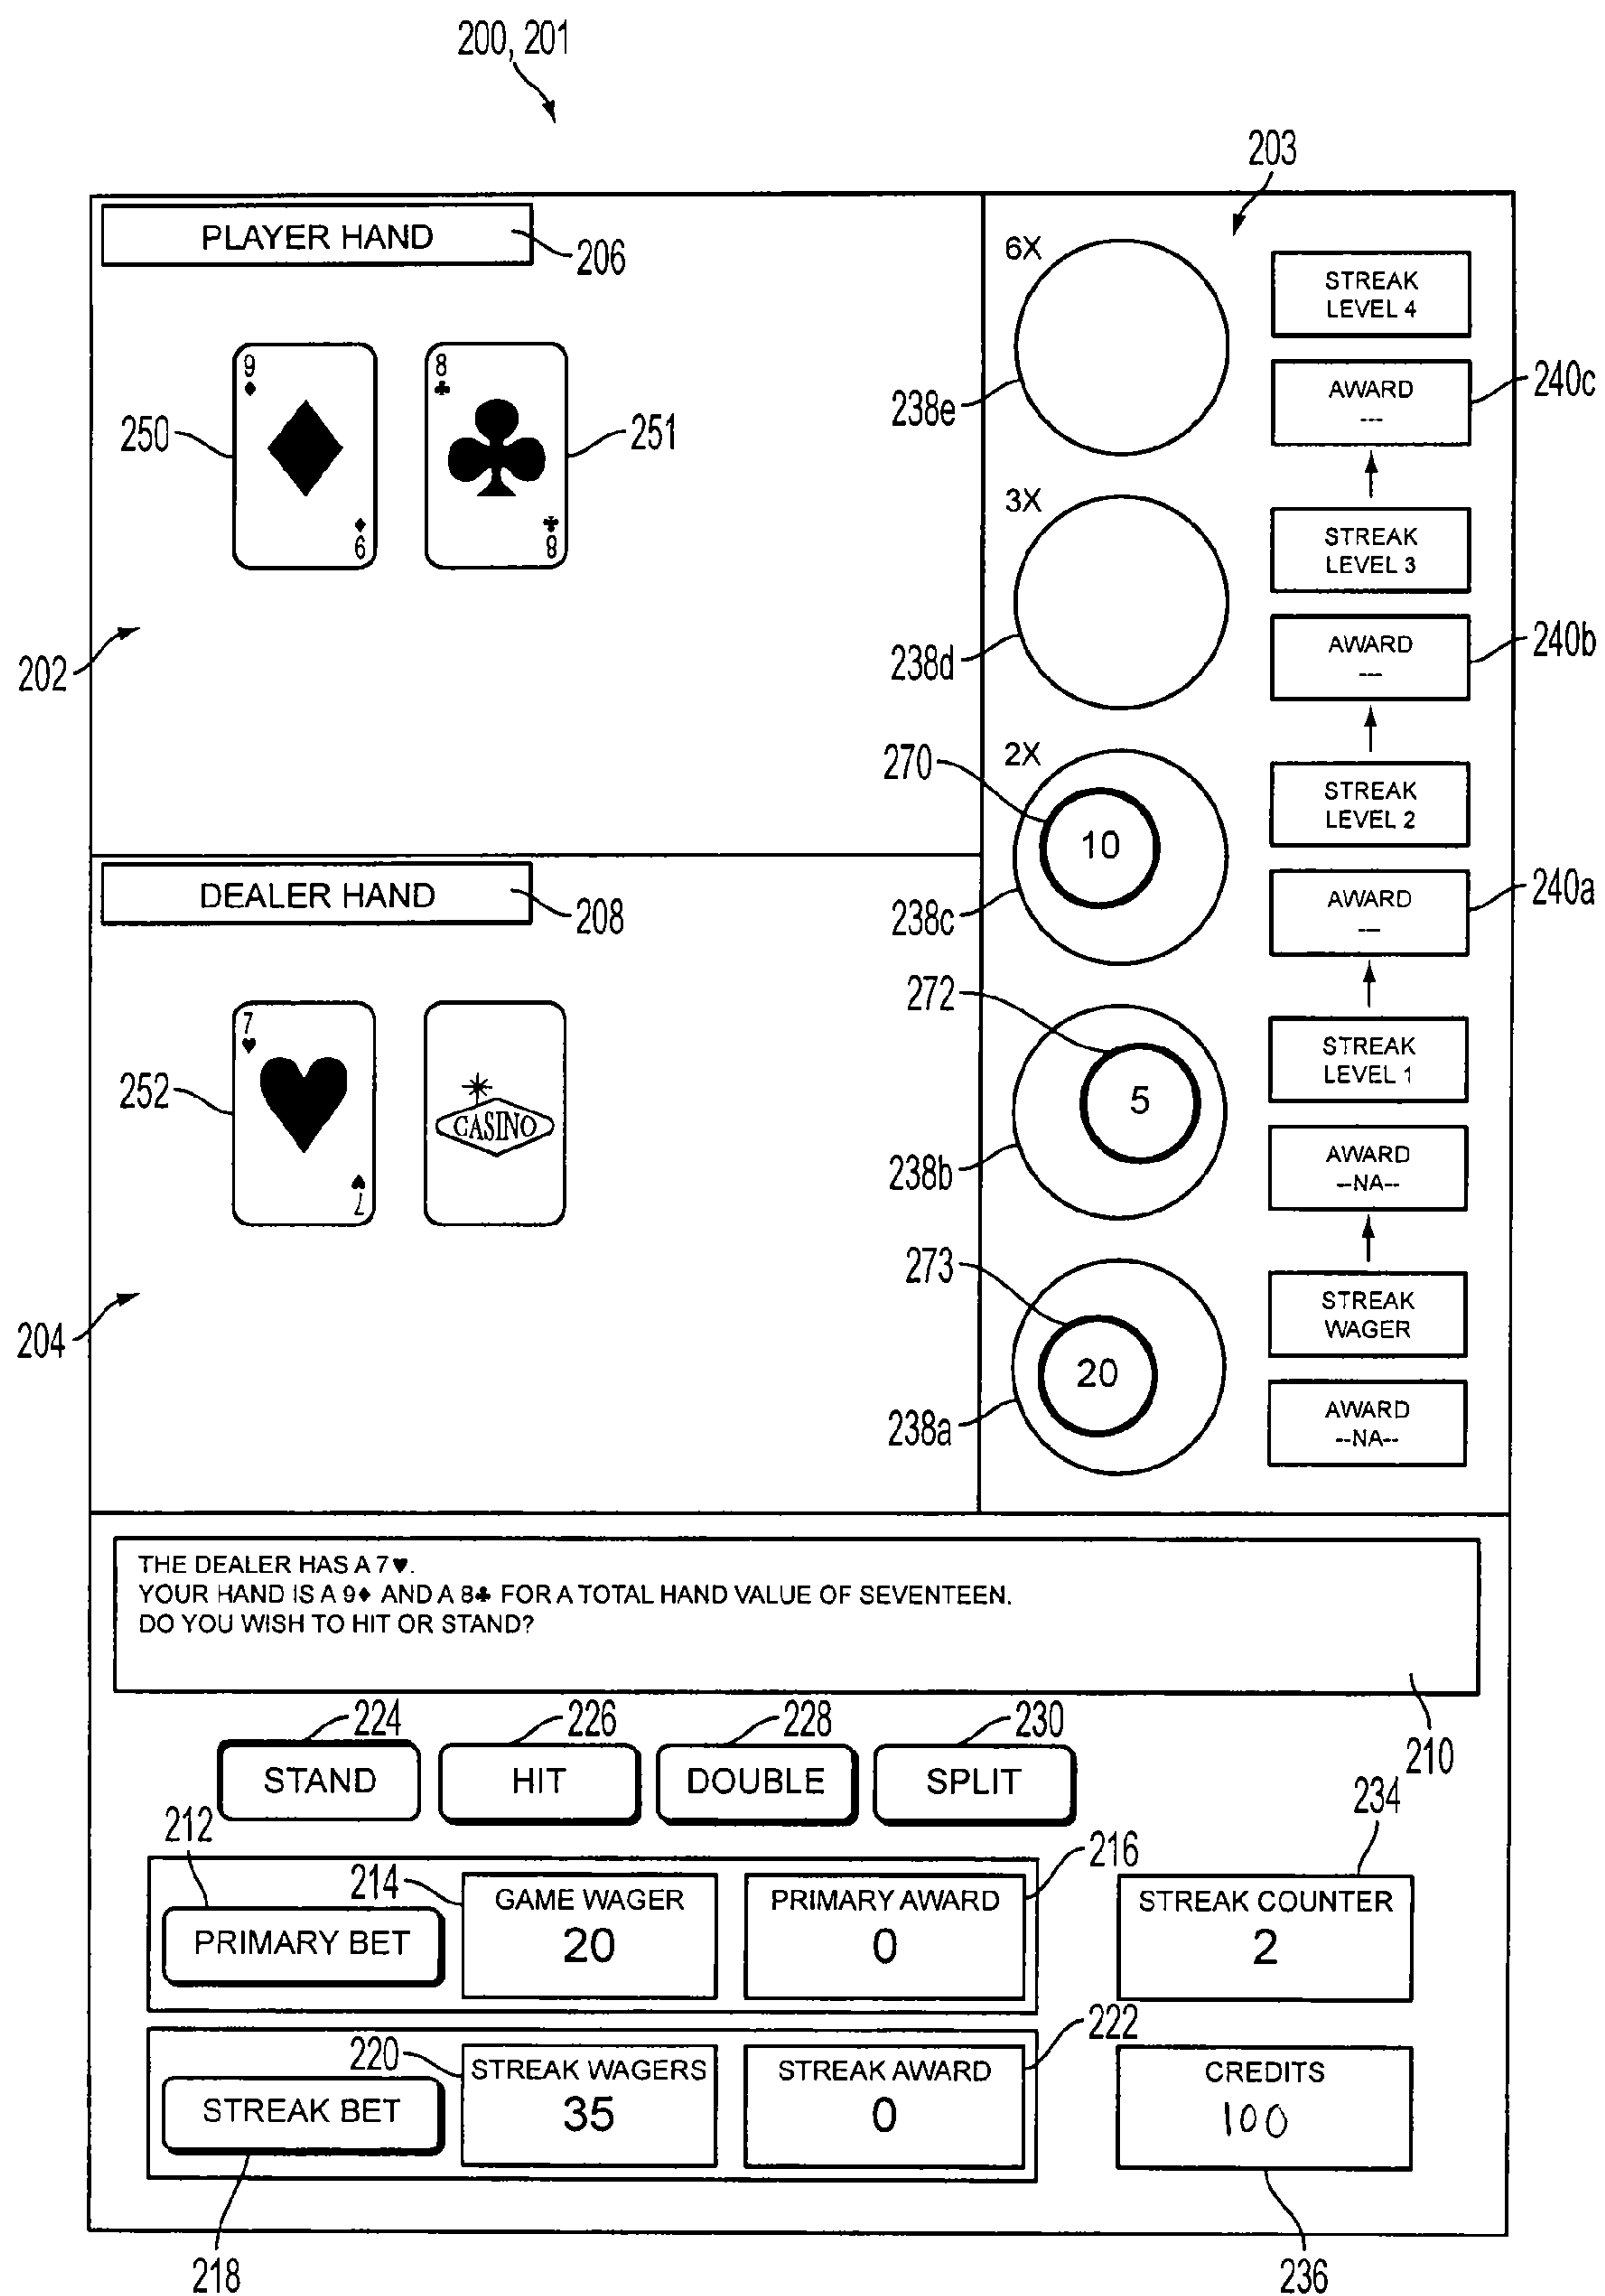 200, 201
203
PLAYER HAND
206
9♦
8♣
250
251
9♦
8♣
202
6X
STREAK
LEVEL 4
238e
AWARD
---
240c
3X
STREAK
LEVEL 3
238d
AWARD
---
240b
2X
270
10
STREAK
LEVEL 2
238c
AWARD
---
240a
DEALER HAND
208
7♥
252
CASINO
7♥
204
272
5
STREAK
LEVEL 1
238b
AWARD
--NA--
273
20
STREAK
WAGER
238a
AWARD
--NA--
THE DEALER HAS A 7♥.
YOUR HAND IS A 9♦ AND A 8♣ FOR A TOTAL HAND VALUE OF SEVENTEEN.
DO YOU WISH TO HIT OR STAND?
210
224
226
228
230
STAND
HIT
DOUBLE
SPLIT
212
214
216
234
PRIMARY BET
GAME WAGER
20
PRIMARY AWARD
0
STREAK COUNTER
2
220
222
STREAK BET
STREAK WAGERS
35
STREAK AWARD
0
CREDITS
100
218
236